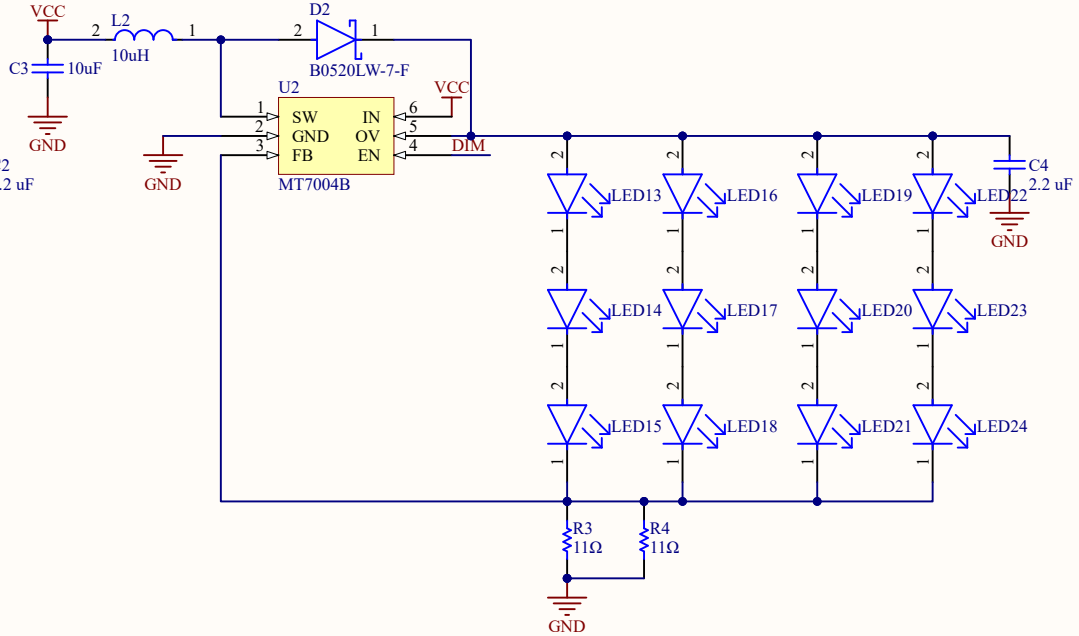 VCC
2
L2
1
10uH
C3
10uF
GND
2
D2
1
B0520LW-7-F
U2
1
SW
IN
6
VCC
2
GND
OV
5
3
FB
EN
4
DIM
MT7004B
GND
2
.2 uF
C4
2.2 uF
GND
2
2
2
2
LED13
LED16
LED19
LED22
1
1
1
1
2
2
2
2
LED14
LED17
LED20
LED23
1
1
1
1
2
2
2
2
LED15
LED18
LED21
LED24
1
1
1
1
R3
11Ω
R4
11Ω
GND